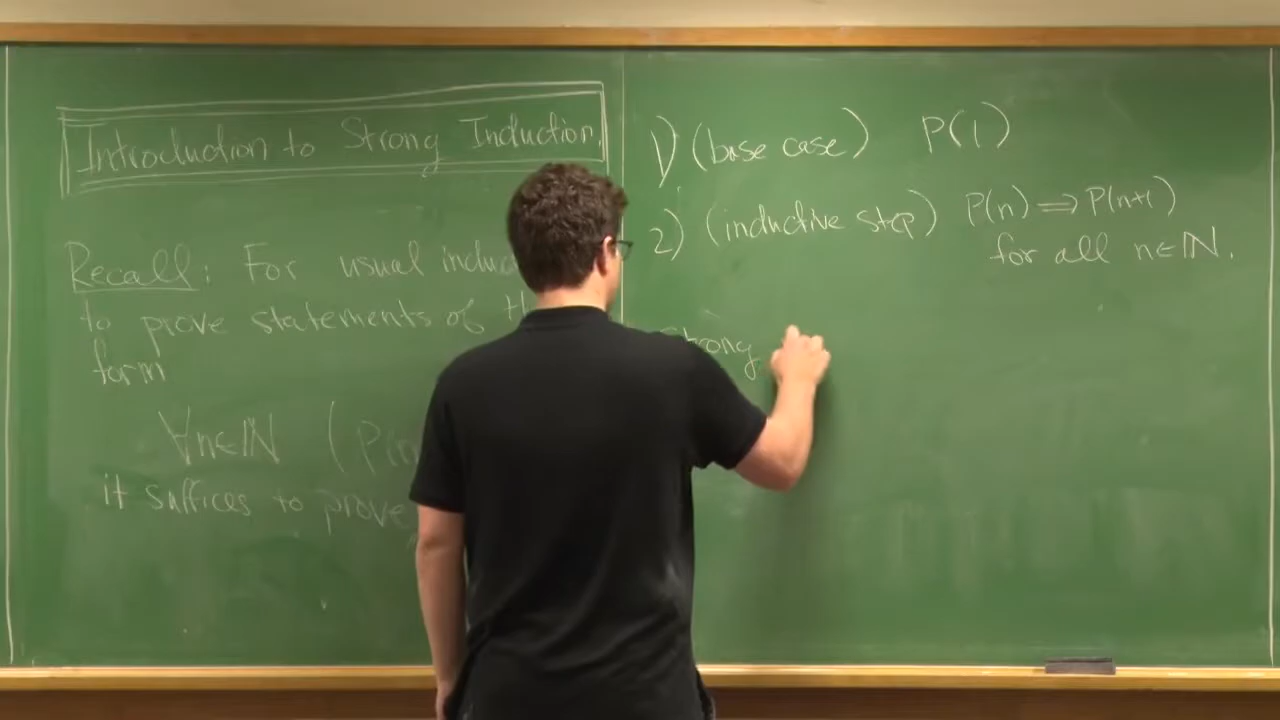 Introduction to Strong Induction.
Recall: For usual
to prove statements of
form
∀n∈ℕ (P(n
it suffices to prove
1) (base case) P(1)
2) (inductive step) P(n) ⟹ P(n+1)
for all n∈ℕ.
Strong